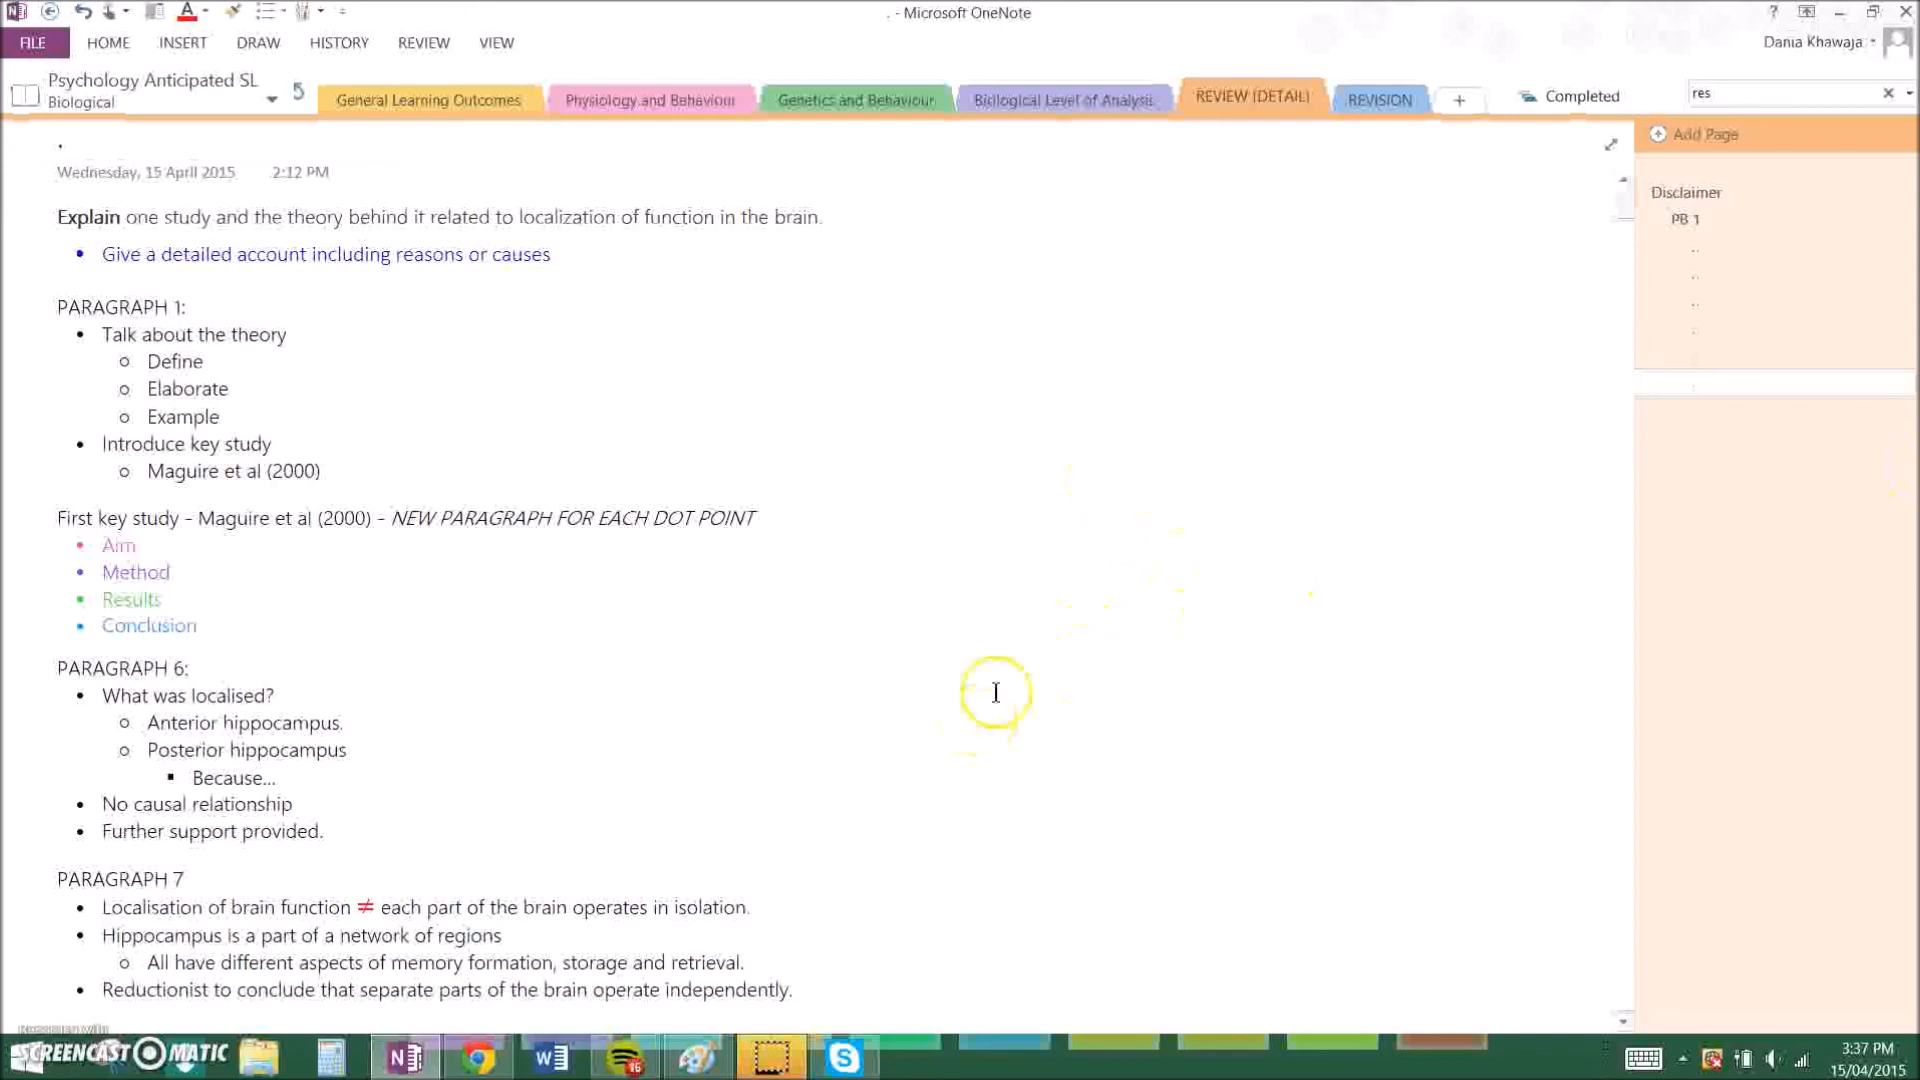 . - Microsoft OneNote
FILE HOME INSERT DRAW HISTORY REVIEW VIEW
Dania Khawaja
Psychology Anticipated SL
Biological
General Learning Outcomes
Physiology and Behaviour
Genetics and Behaviour
Biological Level of Analysis
REVIEW (DETAIL)
REVISION
Completed
res
Add Page
Disclaimer
PB 1
..
..
..
.
Wednesday, 15 April 2015 2:12 PM
Explain one study and the theory behind it related to localization of function in the brain.
• Give a detailed account including reasons or causes
PARAGRAPH 1:
• Talk about the theory
○ Define
○ Elaborate
○ Example
• Introduce key study
○ Maguire et al (2000)
First key study - Maguire et al (2000) - NEW PARAGRAPH FOR EACH DOT POINT
• Aim
• Method
• Results
• Conclusion
PARAGRAPH 6:
• What was localised?
○ Anterior hippocampus.
○ Posterior hippocampus
▪ Because...
• No causal relationship
• Further support provided.
PARAGRAPH 7
• Localisation of brain function ≠ each part of the brain operates in isolation.
• Hippocampus is a part of a network of regions
○ All have different aspects of memory formation, storage and retrieval.
• Reductionist to conclude that separate parts of the brain operate independently.
SCREENCAST MATIC
16
3:37 PM
15/04/2015